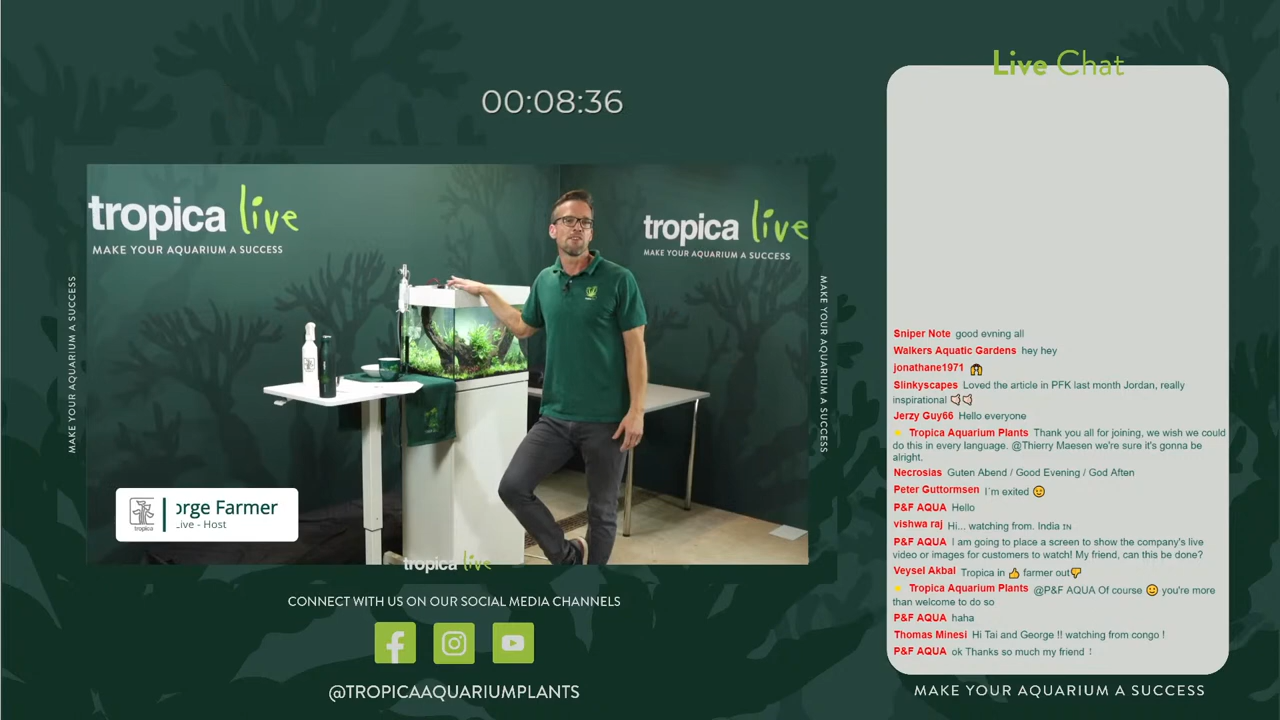 Live Chat
00:08:36
tropica live
MAKE YOUR AQUARIUM A SUCCESS
tropica live
MAKE YOUR AQUARIUM A SUCCESS
MAKE YOUR AQUARIUM A SUCCESS
MAKE YOUR AQUARIUM A SUCCESS
tropica
orge Farmer
Live - Host
tropica live
CONNECT WITH US ON OUR SOCIAL MEDIA CHANNELS
@TROPICAAQUARIUMPLANTS
Sniper Note good evning all
Walkers Aquatic Gardens hey hey
jonathane1971
Slinkyscapes Loved the article in PFK last month Jordan, really
inspirational
Jerzy Guy66 Hello everyone
Tropica Aquarium Plants Thank you all for joining, we wish we could
do this in every language. @Thierry Maesen we're sure it's gonna be
alright.
Necrosias Guten Abend / Good Evening / God Aften
Peter Guttormsen I´m exited 😉
P&F AQUA Hello
vishwa raj Hi... watching from. India IN
P&F AQUA I am going to place a screen to show the company's live
video or images for customers to watch! My friend, can this be done?
Veysel Akbal Tropica in 👍 farmer out👎
Tropica Aquarium Plants @P&F AQUA Of course 😉 you're more
than welcome to do so
P&F AQUA haha
Thomas Minesi Hi Tai and George !! watching from congo !
P&F AQUA ok Thanks so much my friend :
MAKE YOUR AQUARIUM A SUCCESS